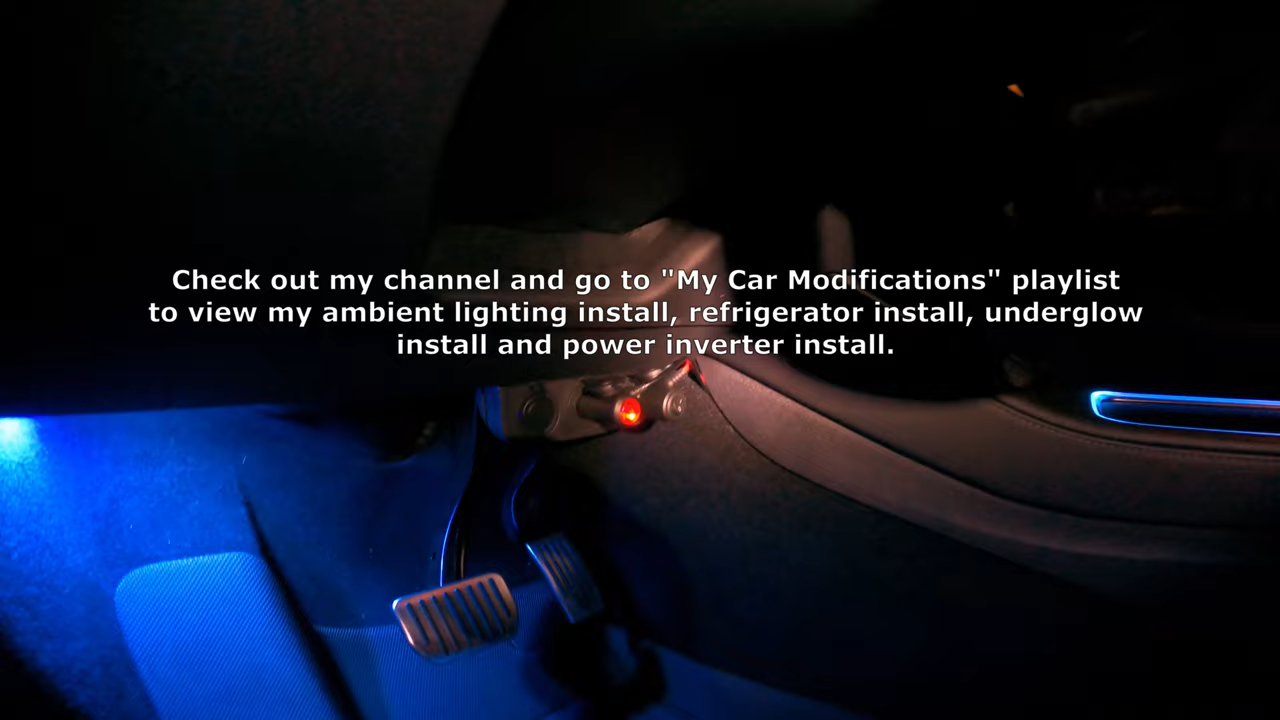 Check out my channel and go to "My Car Modifications" playlist
to view my ambient lighting install, refrigerator install, underglow
install and power inverter install.